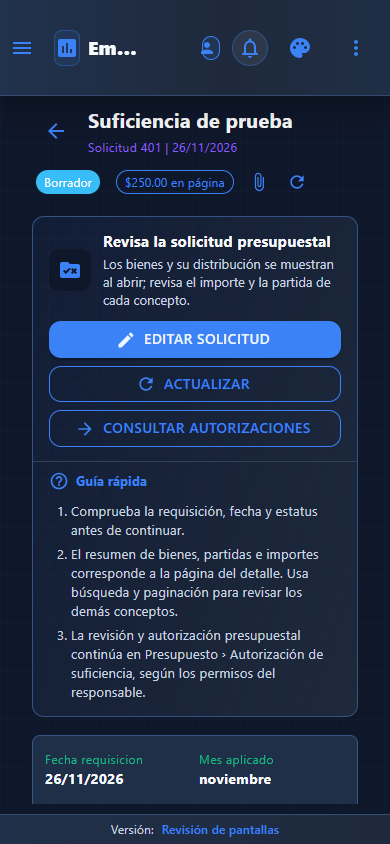 Em...
Suficiencia de prueba
Solicitud 401 | 26/11/2026
Borrador
$250.00 en página
Revisa la solicitud presupuestal
Los bienes y su distribución se muestran
al abrir; revisa el importe y la partida de
cada concepto.
EDITAR SOLICITUD
ACTUALIZAR
CONSULTAR AUTORIZACIONES
Guía rápida
1. Comprueba la requisición, fecha y estatus
antes de continuar.
2. El resumen de bienes, partidas e importes
corresponde a la página del detalle. Usa
búsqueda y paginación para revisar los
demás conceptos.
3. La revisión y autorización presupuestal
continúa en Presupuesto › Autorización de
suficiencia, según los permisos del
responsable.
Fecha requisicion
Mes aplicado
26/11/2026
noviembre
Versión: Revisión de pantallas